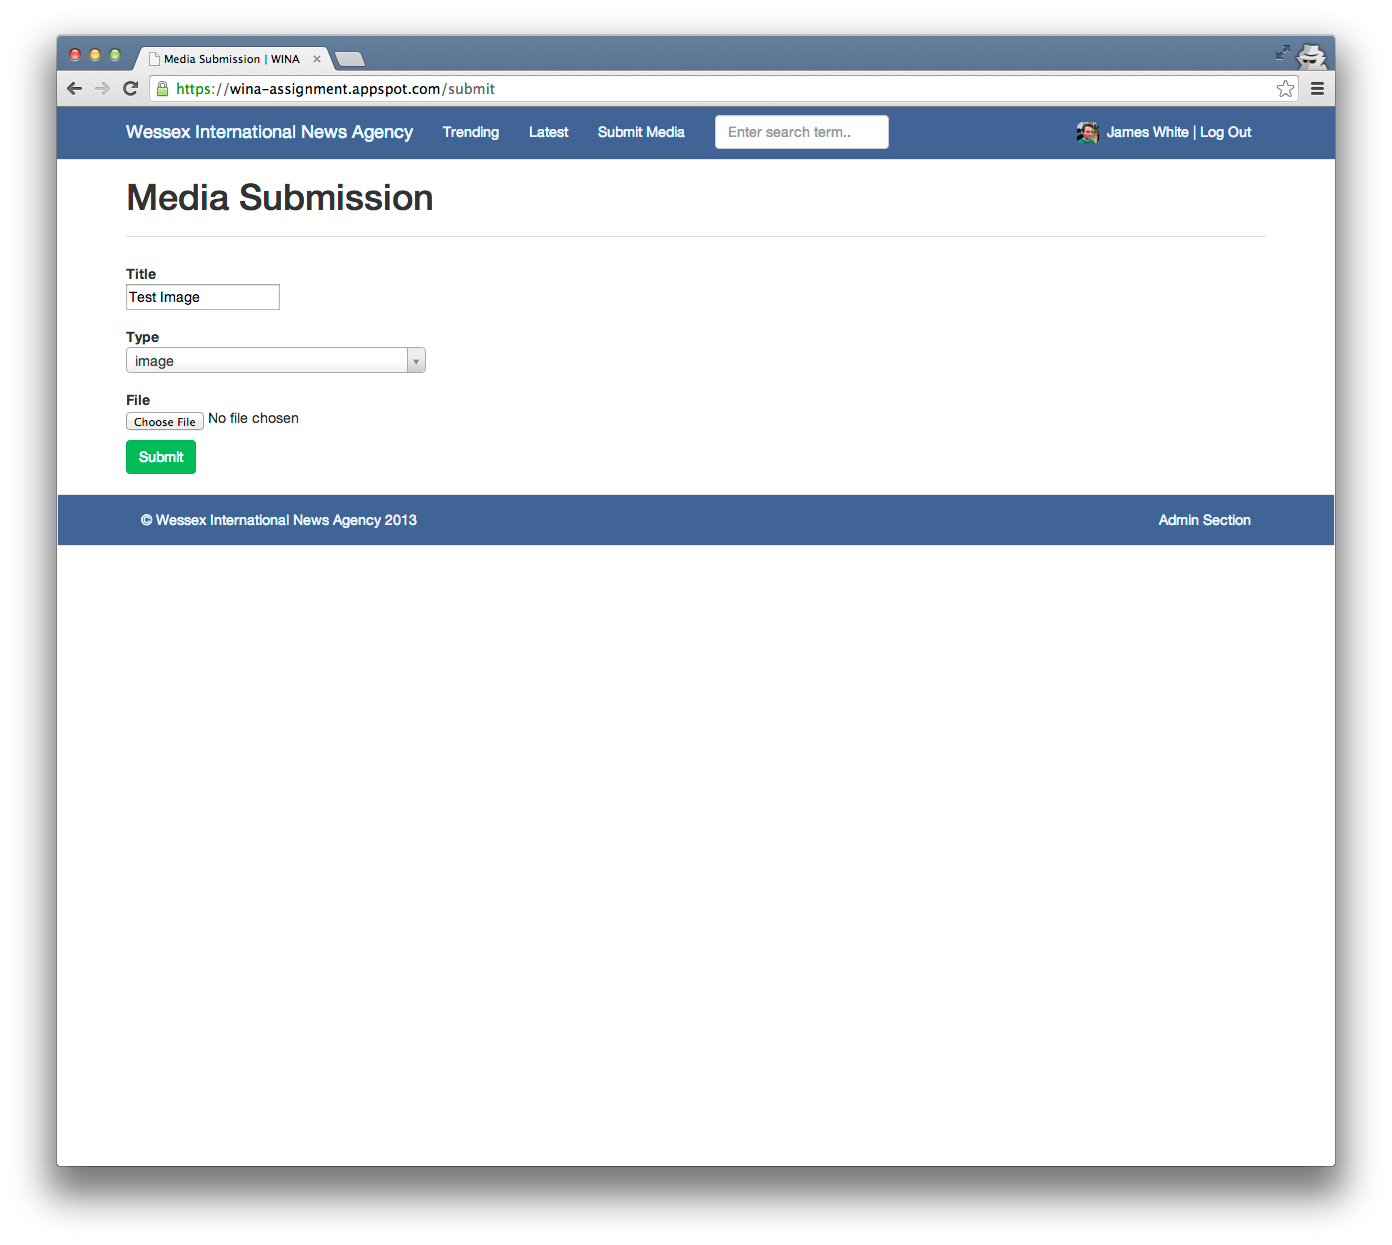 Media Submission | WINA
https://wina-assignment.appspot.com/submit
Wessex International News Agency Trending Latest Submit Media Enter search term.. James White | Log Out
Media Submission
Title
Test Image
Type
image
File
Choose File No file chosen
Submit
© Wessex International News Agency 2013 Admin Section